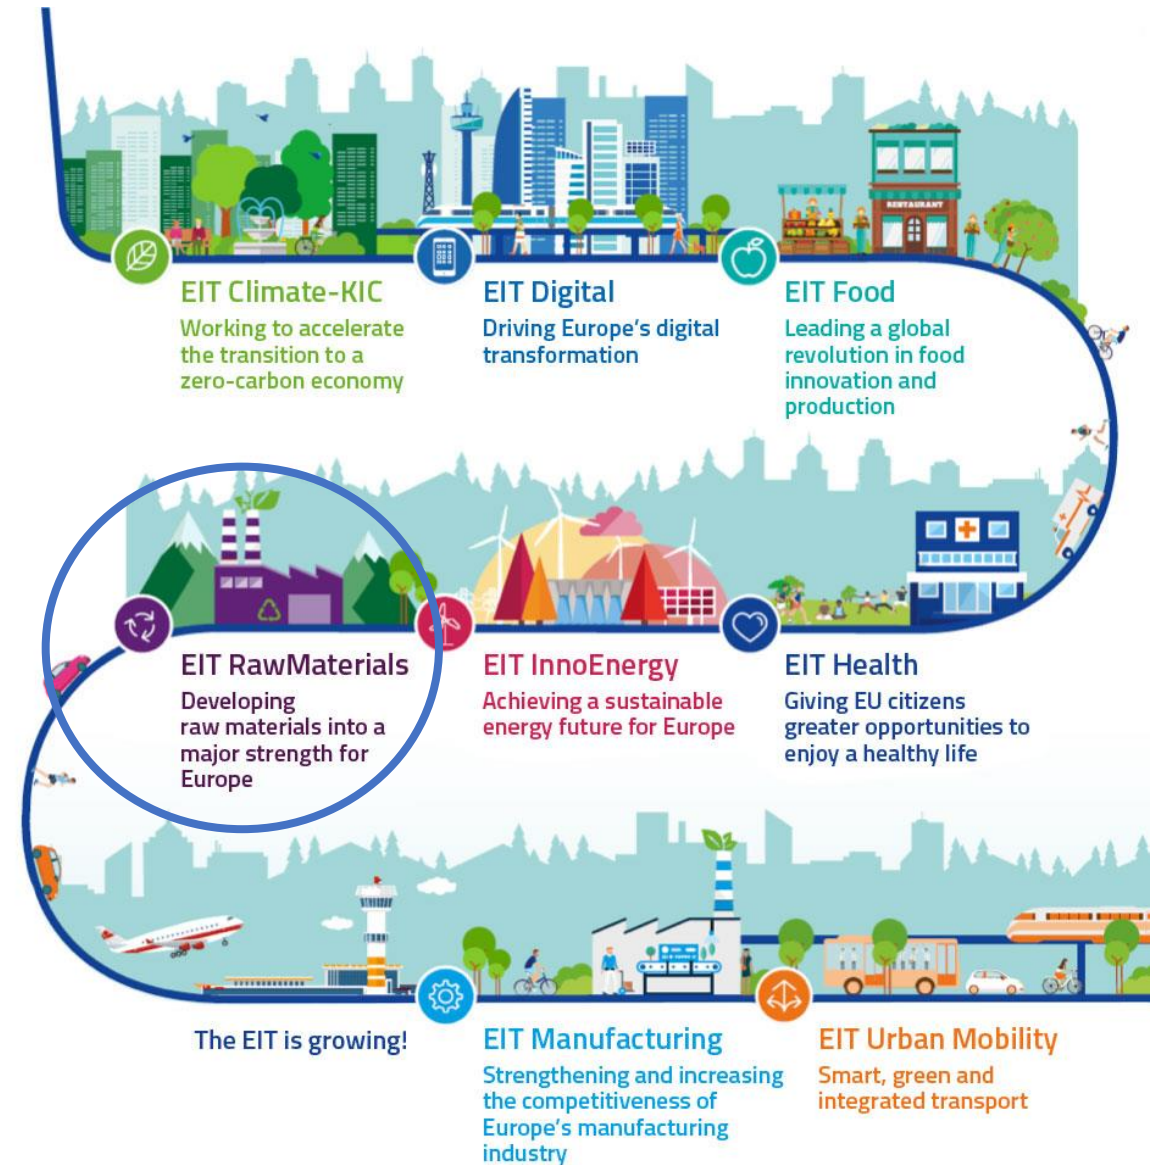 RESTAURANT
EIT Climate-KIC
Working to accelerate
the transition to a
zero-carbon economy
EIT Digital
Driving Europe's digital
transformation
EIT Food
Leading a global
revolution in food
innovation and
production
EIT RawMaterials
Developing
raw materials into a
major strength for
Europe
EIT InnoEnergy
Achieving a sustainable
energy future for Europe
EIT Health
Giving EU citizens
greater opportunities to
enjoy a healthy life
The EIT is growing!
EIT Manufacturing
Strengthening and increasing
the competitiveness of
Europe's manufacturing
industry
EIT Urban Mobility
Smart, green and
integrated transport